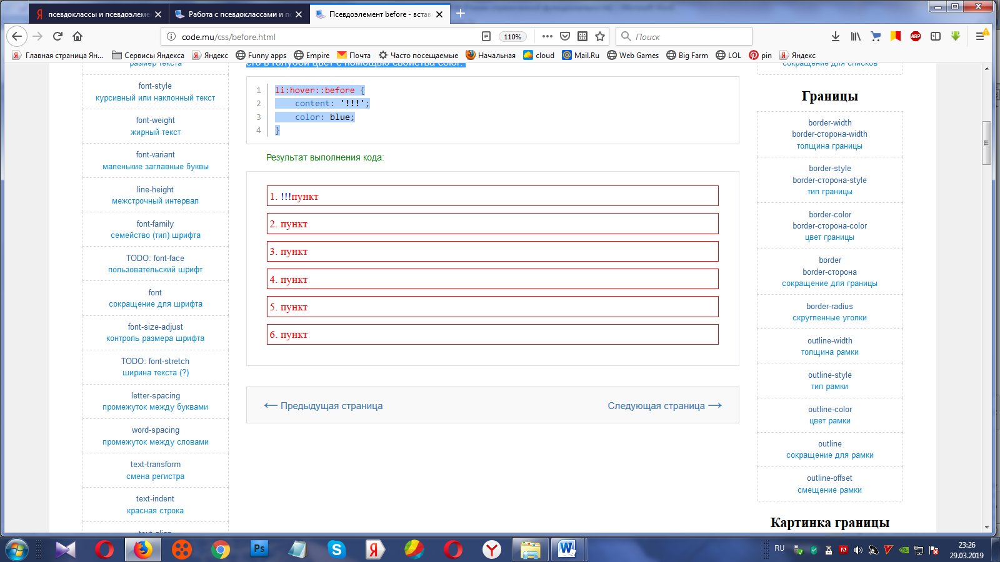 псевдоклассы и псевдоэлеме
Работа с псевдоклассами и п
Псевдоэлемент before - встав
code.mu/css/before.html
110%
Поиск
Главная страница Ян...
Сервисы Яндекса
Яндекс
Funny apps
Empire
Почта
Часто посещаемые
Начальная
cloud
Mail.Ru
Web Games
Big Farm
LOL
pin
Яндекс
размер текста
font-style
курсивный или наклонный текст
font-weight
жирный текст
font-variant
маленькие заглавные буквы
line-height
межстрочный интервал
font-family
семейство (тип) шрифта
TODO: font-face
пользовательский шрифт
font
сокращение для шрифта
font-size-adjust
контроль размера шрифта
TODO: font-stretch
ширина текста (?)
letter-spacing
промежуток между буквами
word-spacing
промежуток между словами
text-transform
смена регистра
text-indent
красная строка
text-align
его в голубой цвет с помощью свойства color:
1 li:hover::before {
2 content: '!!!';
3 color: blue;
4 }
Результат выполнения кода:
1. !!!пункт
2. пункт
3. пункт
4. пункт
5. пункт
6. пункт
← Предыдущая страница
Следующая страница →
сокращение для списков
Границы
border-width
border-сторона-width
толщина границы
border-style
border-сторона-style
тип границы
border-color
border-сторона-color
цвет границы
border
border-сторона
сокращение для границы
border-radius
скругленные уголки
outline-width
толщина рамки
outline-style
тип рамки
outline-color
цвет рамки
outline
сокращение для рамки
outline-offset
смещение рамки
Картинка границы
RU
23:26
29.03.2019